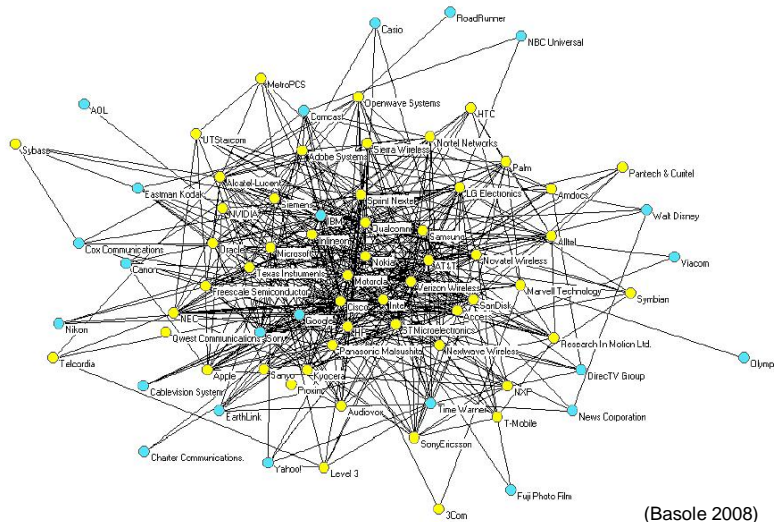 RoadRunner
Casio
NBC Universal
MetroPCS
Openwave Systems
HTC
AOL
Comcast
UTStarcom
Sierra Wireless
Nortel Networks
Sybase
Adobe Systems
Palm
Pantech & Curitel
Alcatel-Lucent
Eastman Kodak
LG Electronics
Amdocs
Siemens
Sprint Nextel
NVIDIA
IBM
Walt Disney
Qualcomm
Infineon
Samsung
Alltel
Cox Communications
Oracle
Microsoft
Nokia
AT&T
Novatel Wireless
Viacom
Canon
Texas Instruments
Motorola
Verizon Wireless
Freescale Semiconductor
Marvell Technology
Symbian
Cisco
Intel
SanDisk
Access
NEC
Google
Nikon
HP
STMicroelectronics
Qwest Communications
Sony
Research In Motion Ltd.
Panasonic Matsushita
Nextwave Wireless
Telcordia
Olymp
Apple
Sanyo
Kyocera
DirecTV Group
Cablevision System
Proxim
NXP
EarthLink
Audiovox
Time Warner
News Corporation
T-Mobile
SonyEricsson
Charter Communications.
Yahoo!
Level 3
Fuji Photo Film
3Com
(Basole 2008)